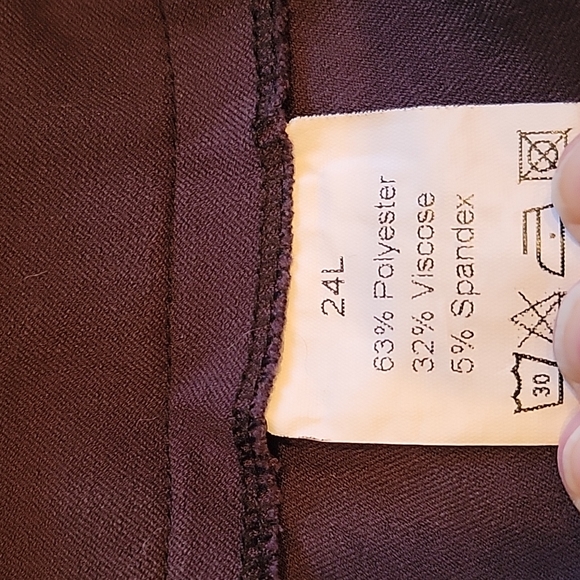 24L
63% Polyester
32% Viscose
5% Spandex
30